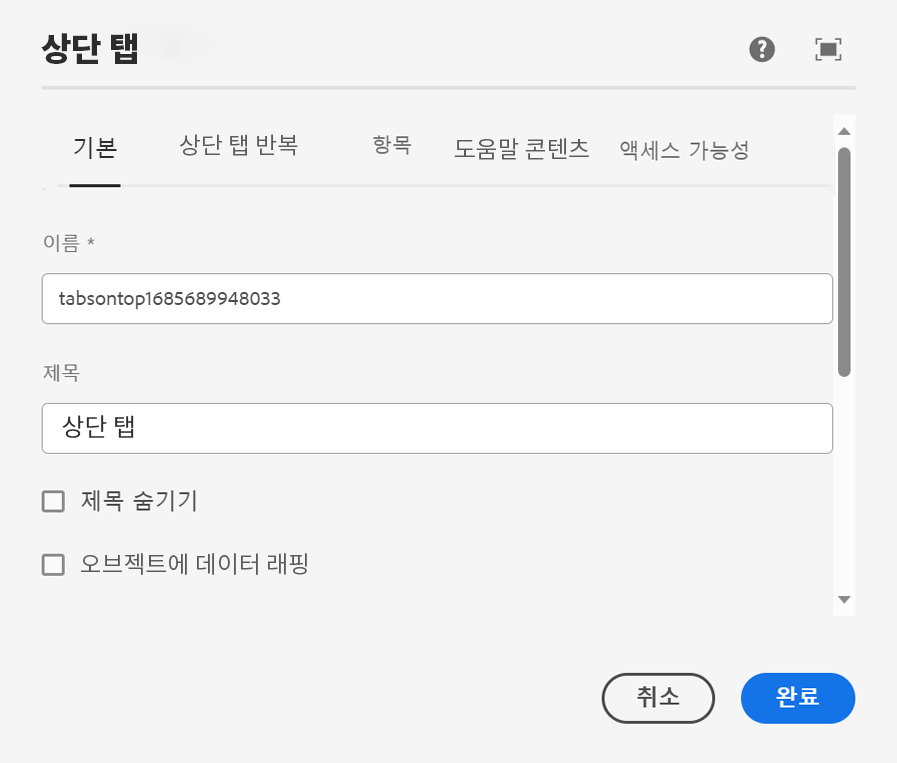 상단 탭
기본 상단 탭 반복 항목 도움말 콘텐츠 액세스 가능성
이름 *
tabsontop1685689948033
제목
상단 탭
제목 숨기기
오브젝트에 데이터 래핑
취소 완료